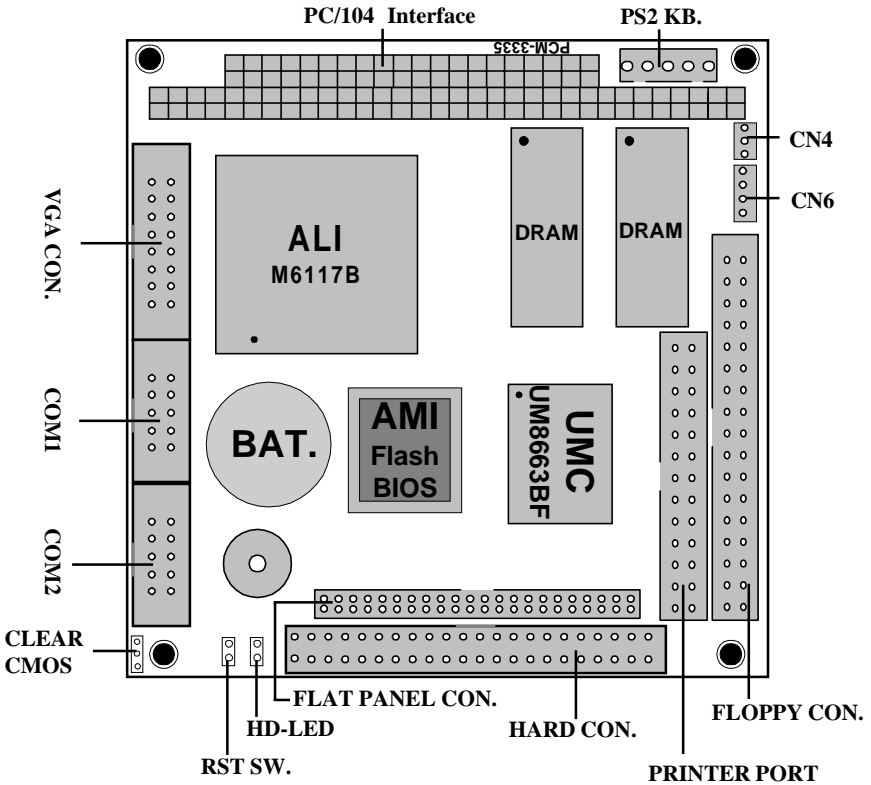 PC/104 Interface
PS2 KB.
PCM-3335
CN4
CN6
VGA CON.
ALI
M6117B
DRAM
DRAM
COM1
BAT.
AMI
Flash
BIOS
UMC
UM8663BF
COM2
CLEAR
CMOS
FLAT PANEL CON.
HD-LED
HARD CON.
FLOPPY CON.
RST SW.
PRINTER PORT